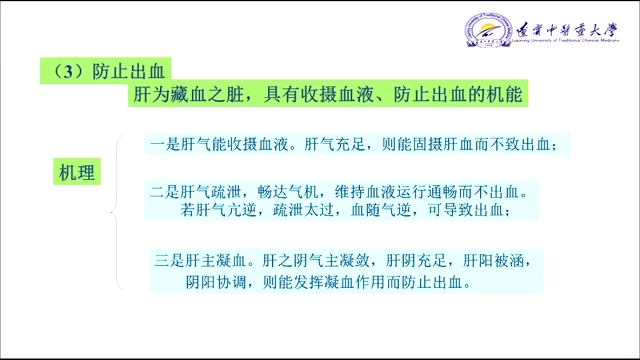 辽宁中医药大学
Liaoning University of Traditional Chinese Medicine
（3）防止出血
肝为藏血之脏，具有收摄血液、防止出血的机能
机理
一是肝气能收摄血液。肝气充足，则能固摄肝血而不致出血；
二是肝气疏泄，畅达气机，维持血液运行通畅而不出血。
若肝气亢逆，疏泄太过，血随气逆，可导致出血；
三是肝主凝血。肝之阴气主凝敛，肝阴充足，肝阳被涵，
阴阳协调，则能发挥凝血作用而防止出血。